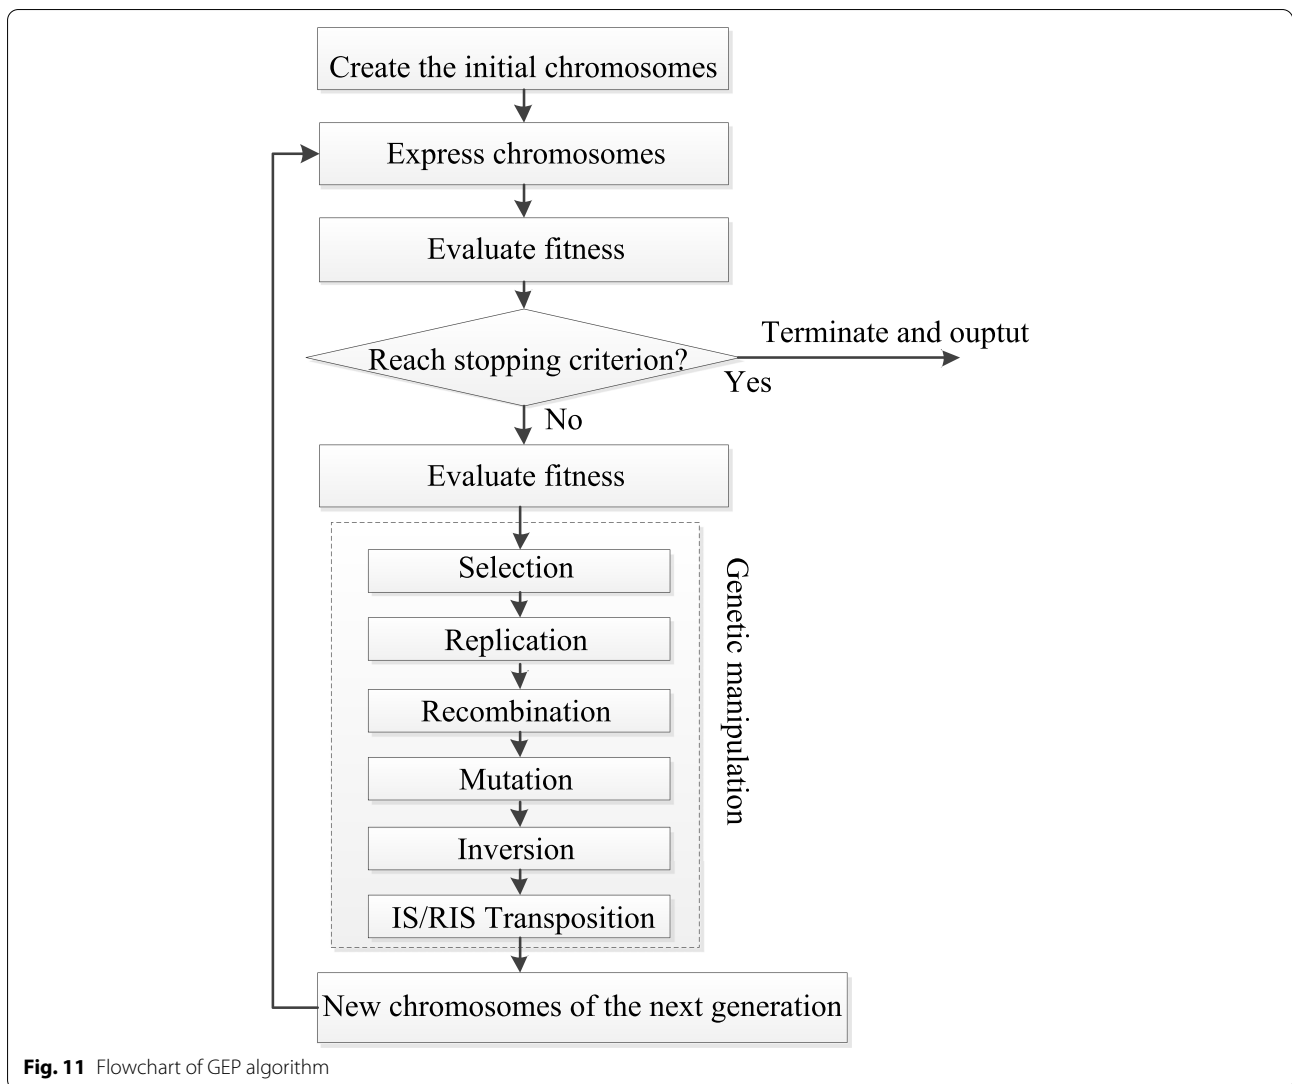 Create the initial chromosomes
Express chromosomes
Evaluate fitness
Reach stopping criterion?
Terminate and ouptut
Yes
No
Evaluate fitness
Selection
Replication
Recombination
Mutation
Inversion
IS/RIS Transposition
Genetic manipulation
New chromosomes of the next generation
Fig. 11 Flowchart of GEP algorithm